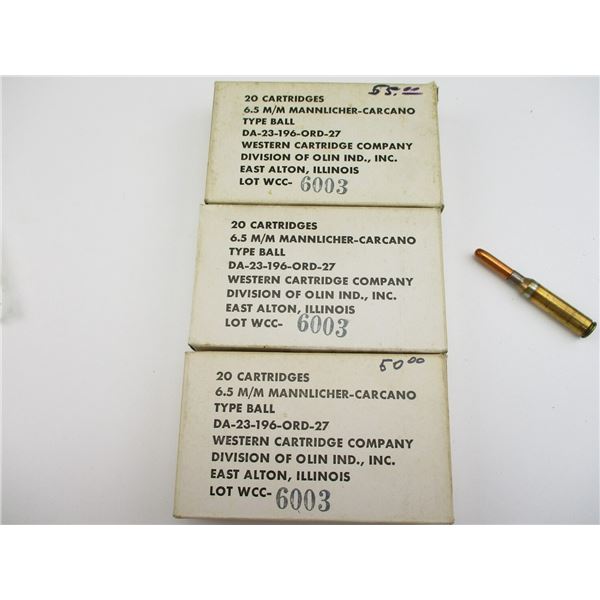 55.00
20 CARTRIDGES
6.5 M/M MANNLICHER-CARCANO
TYPE BALL
DA-23-196-ORD-27
WESTERN CARTRIDGE COMPANY
DIVISION OF OLIN IND., INC.
EAST ALTON, ILLINOIS
LOT WCC- 6003
20 CARTRIDGES
6.5 M/M MANNLICHER-CARCANO
TYPE BALL
DA-23-196-ORD-27
WESTERN CARTRIDGE COMPANY
DIVISION OF OLIN IND., INC.
EAST ALTON, ILLINOIS
LOT WCC- 6003
50 00
20 CARTRIDGES
6.5 M/M MANNLICHER-CARCANO
TYPE BALL
DA-23-196-ORD-27
WESTERN CARTRIDGE COMPANY
DIVISION OF OLIN IND., INC.
EAST ALTON, ILLINOIS
LOT WCC- 6003